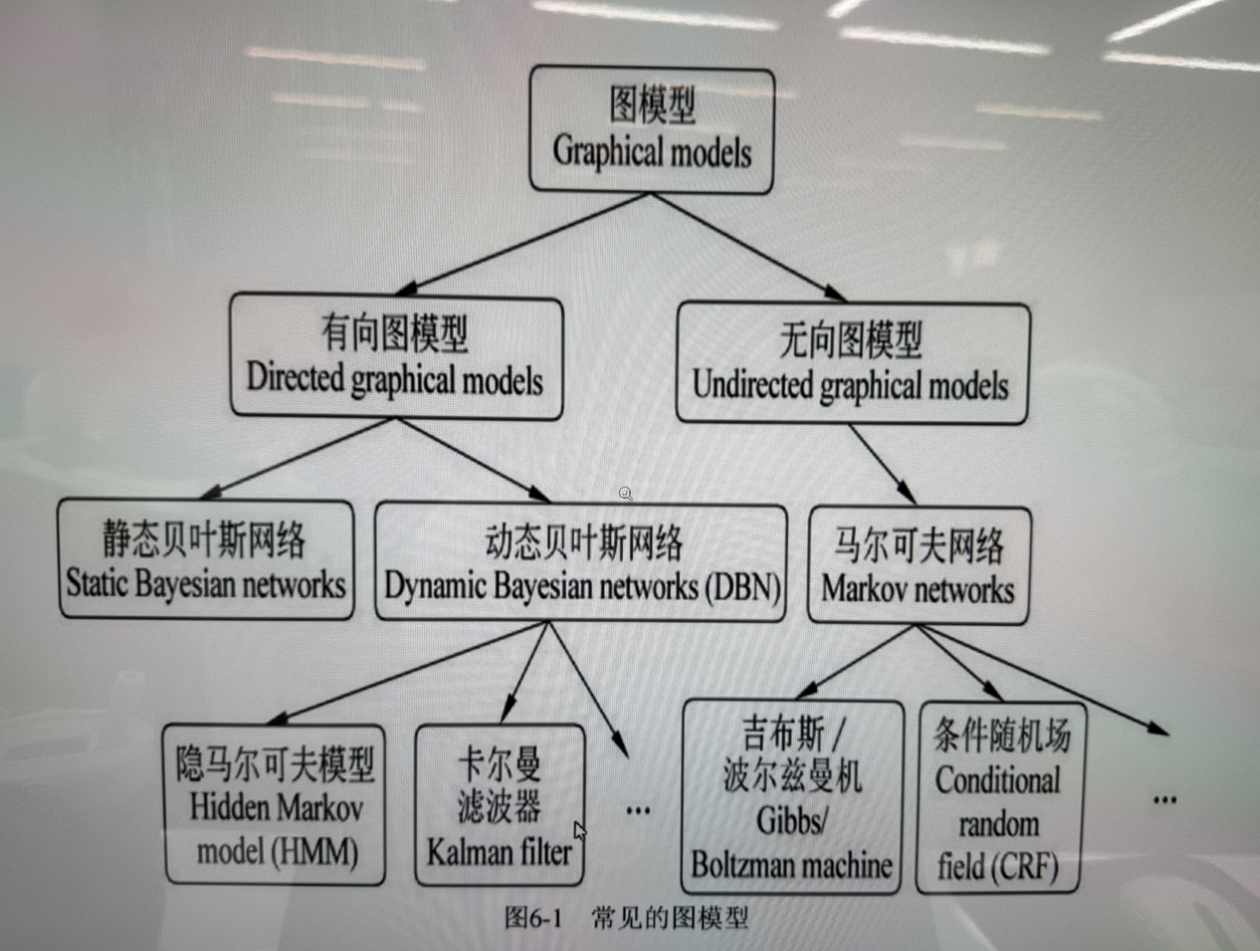 图模型
Graphical models
有向图模型
Directed graphical models
无向图模型
Undirected graphical models
静态贝叶斯网络
Static Bayesian networks
动态贝叶斯网络
Dynamic Bayesian networks (DBN)
马尔可夫网络
Markov networks
隐马尔可夫模型
Hidden Markov
model (HMM)
卡尔曼
滤波器
Kalman filter
...
吉布斯 /
波尔兹曼机
Gibbs/
Boltzman machine
条件随机场
Conditional
random
field (CRF)
...
图6-1 常见的图模型